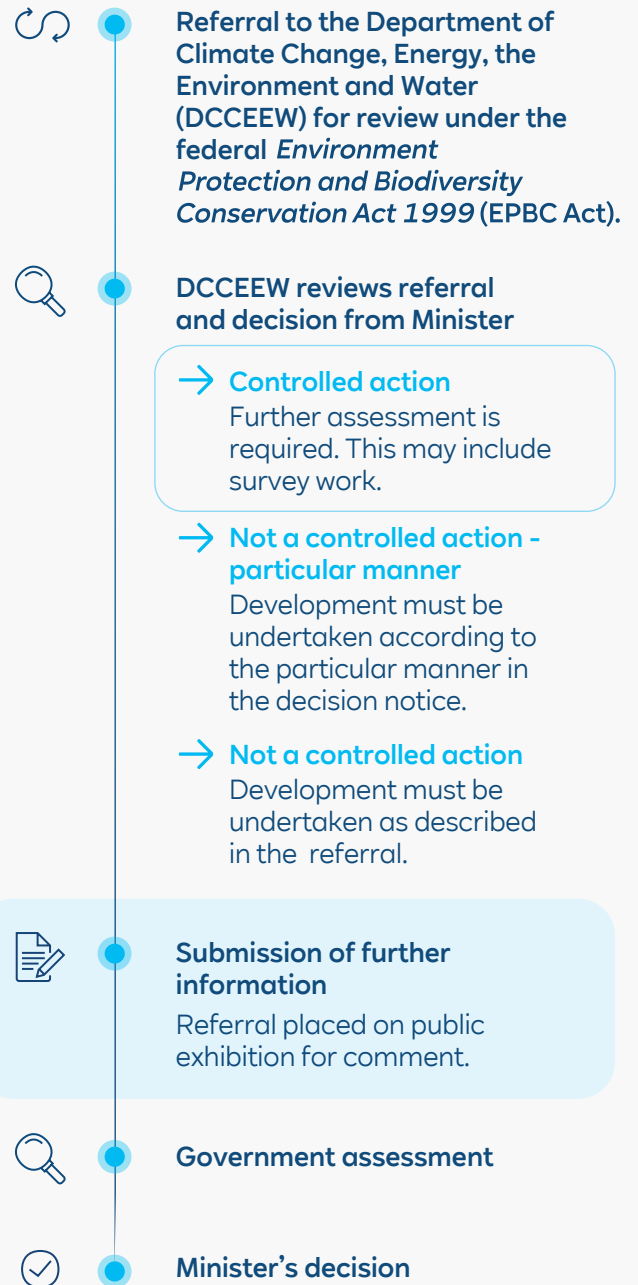 Referral to the Department of
Climate Change, Energy, the
Environment and Water
(DCCEEW) for review under the
federal Environment
Protection and Biodiversity
Conservation Act 1999 (EPBC Act).
DCCEEW reviews referral
and decision from Minister
Controlled action
Further assessment is
required. This may include
survey work.
Not a controlled action -
particular manner
Development must be
undertaken according to
the particular manner in
the decision notice.
Not a controlled action
Development must be
undertaken as described
in the referral.
Submission of further
information
Referral placed on public
exhibition for comment.
Government assessment
Minister’s decision